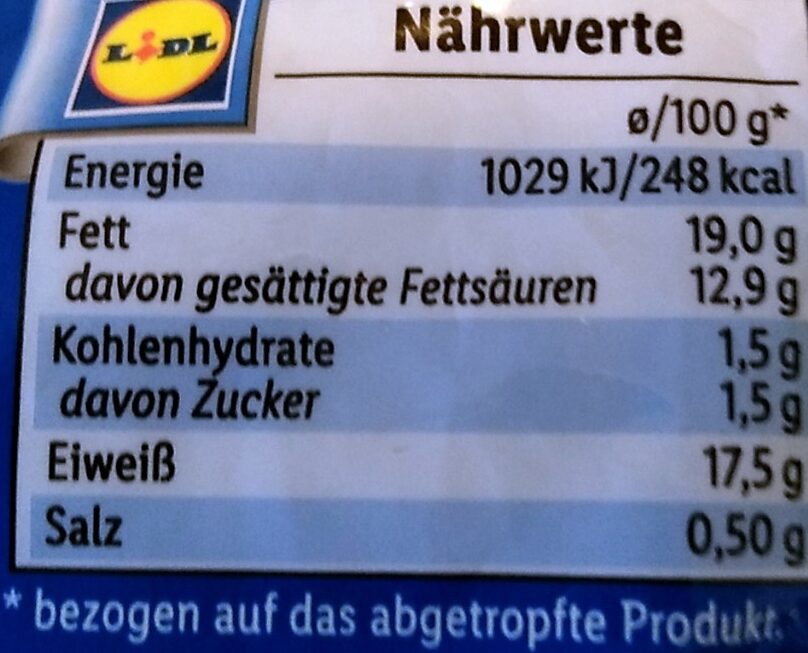 LIDL
Nährwerte
ø/100 g*
Energie 1029 kJ/248 kcal
Fett 19,0 g
davon gesättigte Fettsäuren 12,9 g
Kohlenhydrate 1,5 g
davon Zucker 1,5 g
Eiweiß 17,5 g
Salz 0,50 g
* bezogen auf das abgetropfte Produkt.